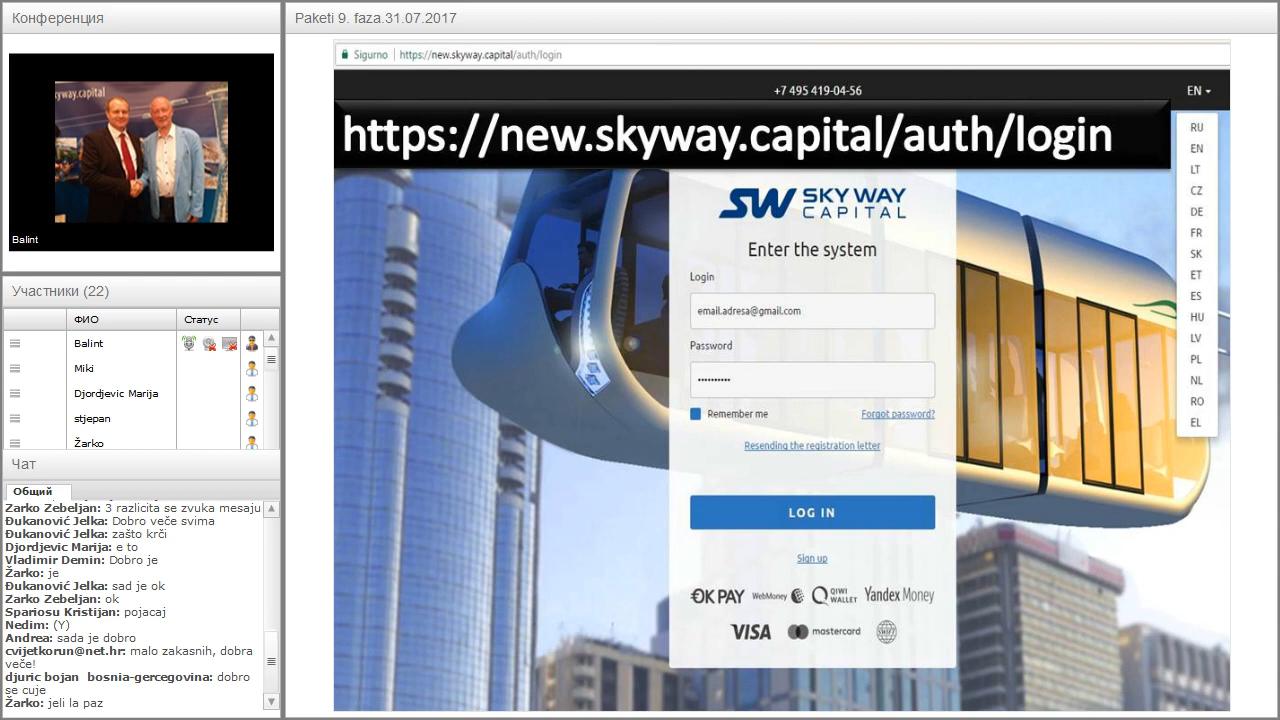 Конференция
yway.capital
Balint
Участники (22)
ФИО
Статус
Balint
Miki
Djordjevic Marija
stjepan
Žarko
Чат
Общий
Zarko Zebeljan: 3 razlicita se zvuka mesaju
Đukanović Jelka: Dobro veče svima
Đukanović Jelka: zašto krči
Djordjevic Marija: e to
Vladimir Demin: Dobro je
Žarko: je
Đukanović Jelka: sad je ok
Zarko Zebeljan: ok
Spariosu Kristijan: pojacaj
Nedim: (Y)
Andrea: sada je dobro
cvijetkorun@net.hr: malo zakasnih, dobra
veče!
djuric bojan bosnia-gercegovina: dobro
se cuje
Žarko: jeli la paz
Paketi 9. faza.31.07.2017
Sigurno
https://new.skyway.capital/auth/login
+7 495 419-04-56
EN
https://new.skyway.capital/auth/login
RU
EN
LT
CZ
DE
FR
SK
ET
ES
HU
LV
PL
NL
RO
EL
SW SKY WAY
CAPITAL
Enter the system
Login
email.adresa@gmail.com
Password
Remember me
Forgot password?
Resending the registration letter
LOG IN
Sign up
OK PAY
WebMoney
QIWI
WALLET
Yandex Money
VISA
mastercard
SWIFT